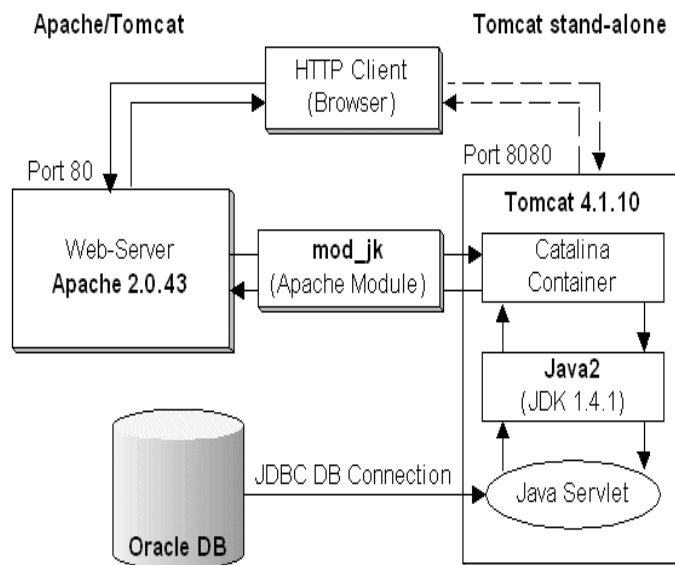 Apache/Tomcat
Tomcat stand-alone
HTTP Client
(Browser)
Port 80
Port 8080
Web-Server
Apache 2.0.43
mod_jk
(Apache Module)
Tomcat 4.1.10
Catalina
Container
Java2
(JDK 1.4.1)
JDBC DB Connection
Java Servlet
Oracle DB